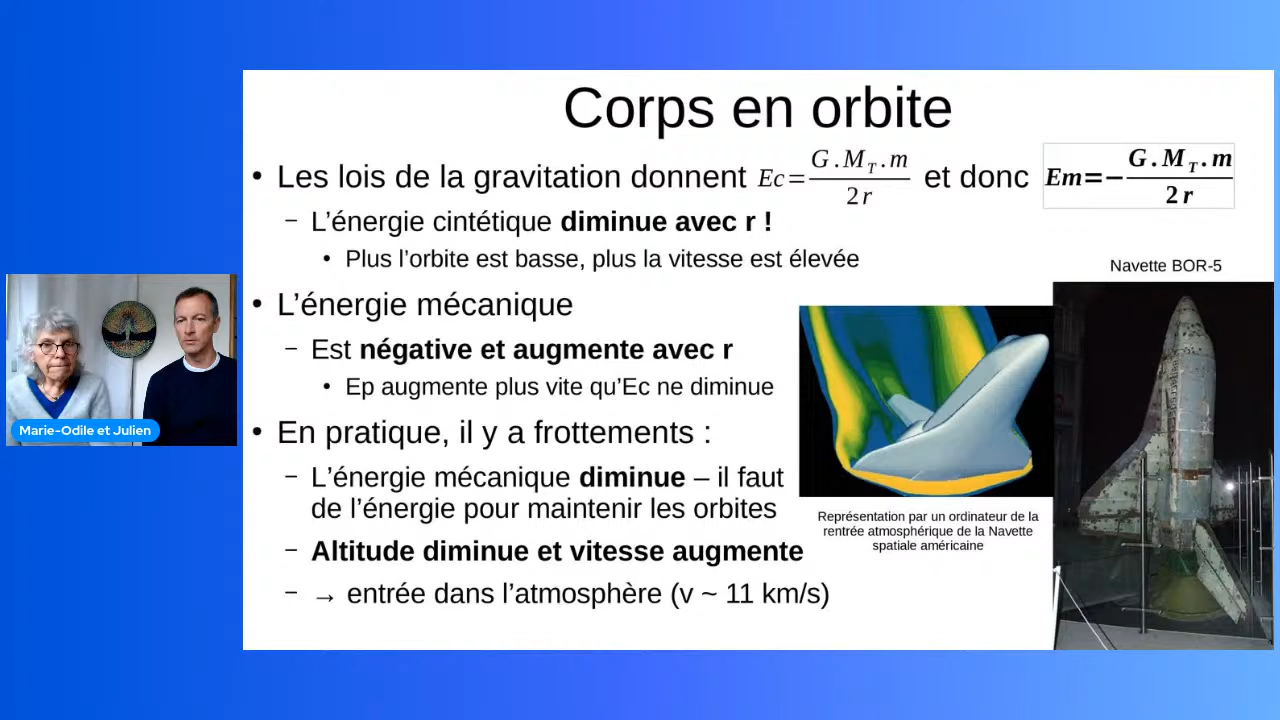 Corps en orbite
• Les lois de la gravitation donnent Ec = G.M_T.m / 2r et donc Em = − G.M_T.m / 2r
– L’énergie cintétique diminue avec r !
• Plus l’orbite est basse, plus la vitesse est élevée
Navette BOR-5
• L’énergie mécanique
– Est négative et augmente avec r
• Ep augmente plus vite qu’Ec ne diminue
• En pratique, il y a frottements :
– L’énergie mécanique diminue – il faut
de l’énergie pour maintenir les orbites
– Altitude diminue et vitesse augmente
– → entrée dans l’atmosphère (v ~ 11 km/s)
Représentation par un ordinateur de la
rentrée atmosphérique de la Navette
spatiale américaine
Marie-Odile et Julien